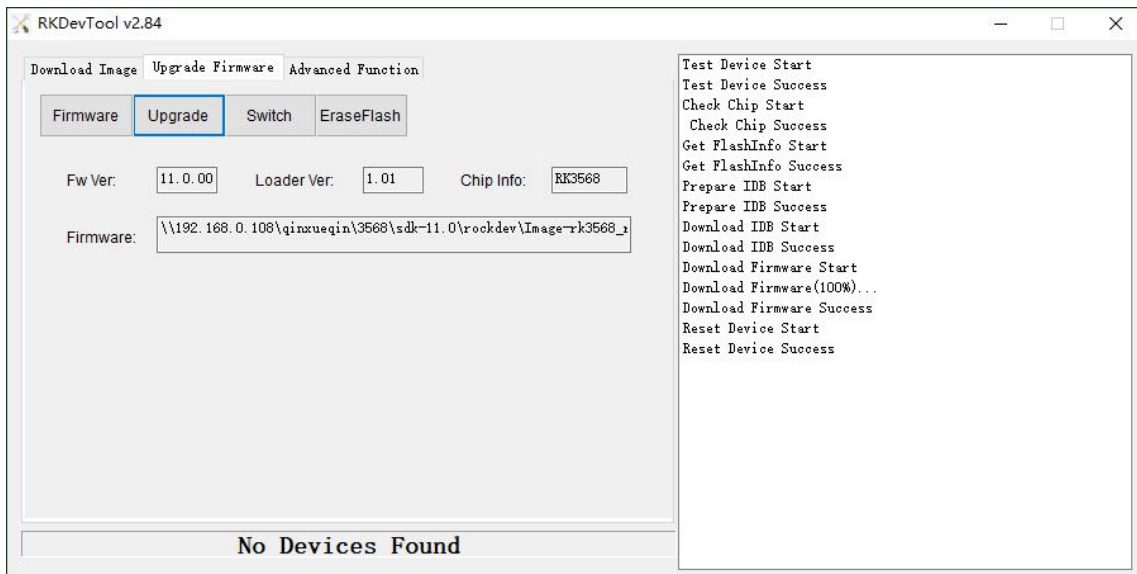 RKDevTool v2.84
Download Image Upgrade Firmware Advanced Function
Firmware Upgrade Switch EraseFlash
Fw Ver: 11.0.00 Loader Ver: 1.01 Chip Info: RK3568
Firmware: \\192.168.0.108\qinxueqin\3568\sdk-11.0\rockdev\Image-rk3568_r
No Devices Found
Test Device Start
Test Device Success
Check Chip Start
Check Chip Success
Get FlashInfo Start
Get FlashInfo Success
Prepare IDB Start
Prepare IDB Success
Download IDB Start
Download IDB Success
Download Firmware Start
Download Firmware(100%)...
Download Firmware Success
Reset Device Start
Reset Device Success